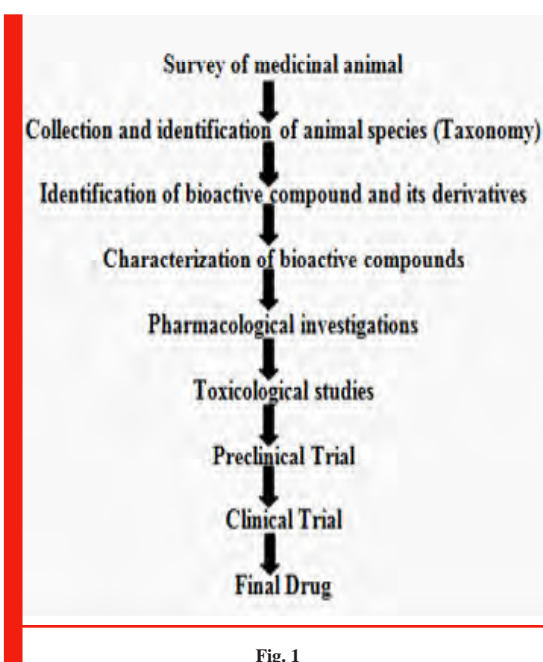 Survey of medicinal animal
Collection and identification of animal species (Taxonomy)
Identification of bioactive compound and its derivatives
Characterization of bioactive compounds
Pharmacological investigations
Toxicological studies
Preclinical Trial
Clinical Trial
Final Drug
Fig. 1